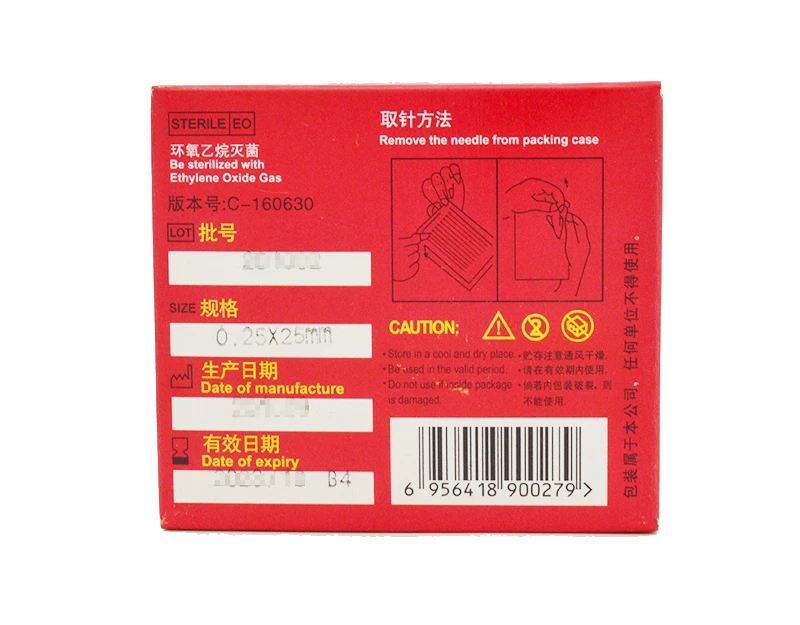 STERILE EO
环氧乙烷灭菌
Be sterilized with
Ethylene Oxide Gas
版本号:C-160630
LOT 批号
SIZE 规格
0.25X25mm
生产日期
Date of manufacture
有效日期
Date of expiry
B4
取针方法
Remove the needle from packing case
CAUTION:
• Store in a cool and dry place.
• Be used in the valid period.
• Do not use if inside package
is damaged.
• 贮存注意通风干燥.
• 请在有效期内使用.
• 倘若内包装破裂, 则
不能使用.
6 956418 900279 >
包装属于本公司，任何单位不得使用。